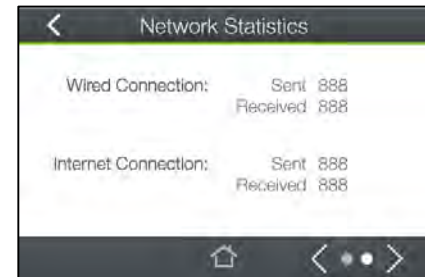 Network Statistics
Wired Connection: Sent 888
Received 888
Internet Connection: Sent 888
Received 888